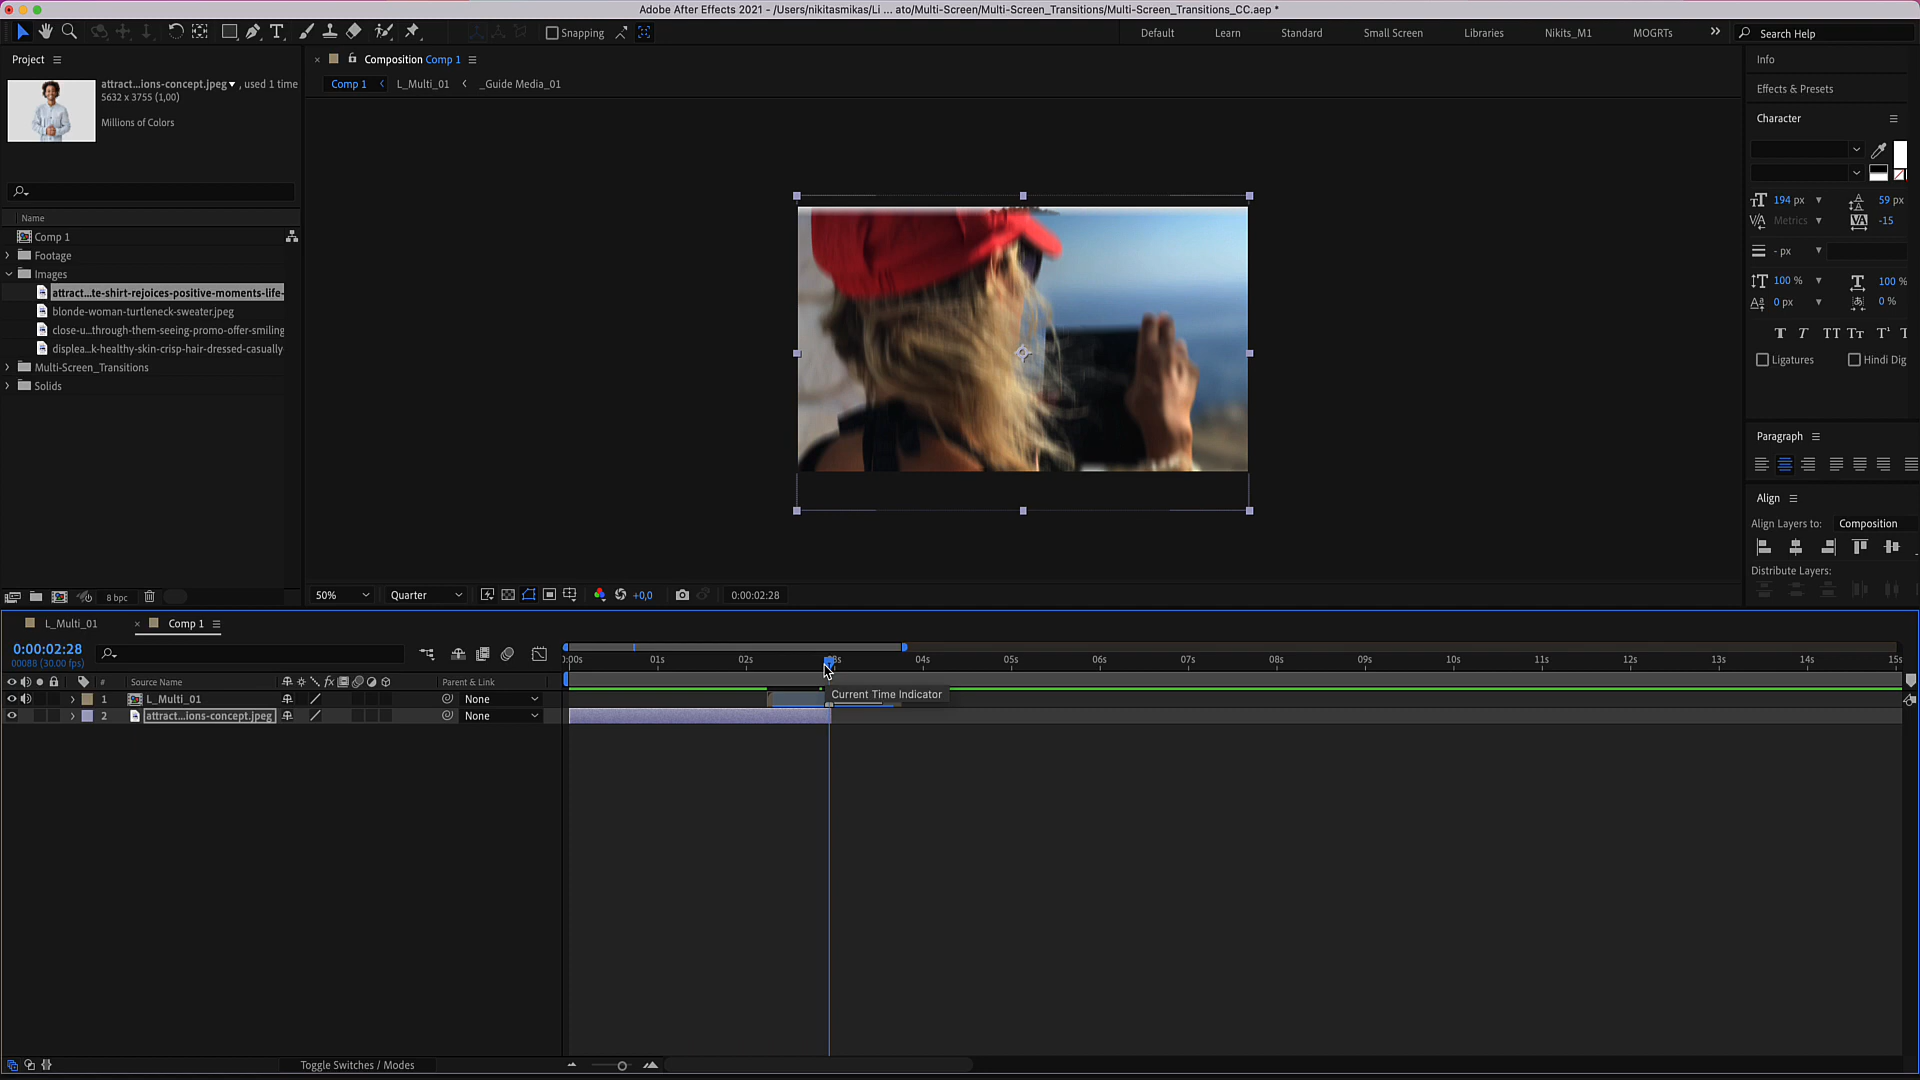 Adobe After Effects 2021 - /Users/nikitasmikas/Li ... ato/Multi-Screen/Multi-Screen_Transitions/Multi-Screen_Transitions_CC.aep *
Snapping
Default
Learn
Standard
Small Screen
Libraries
Nikits_M1
MOGRTs
Search Help
Project
Composition Comp 1
Info
attract...ions-concept.jpeg , used 1 time
5632 x 3755 (1,00)
Millions of Colors
Comp 1
L_Multi_01
_Guide Media_01
Effects & Presets
Character
194 px
59 px
Metrics
-15
- px
100 %
100 %
0 px
0 %
Ligatures
Hindi Dig
Paragraph
Align
Align Layers to:
Composition
Distribute Layers:
Name
Comp 1
Footage
Images
attract...te-shirt-rejoices-positive-moments-life-
blonde-woman-turtleneck-sweater.jpeg
close-u...through-them-seeing-promo-offer-smiling
displea...k-healthy-skin-crisp-hair-dressed-casually
Multi-Screen_Transitions
Solids
8 bpc
50%
Quarter
+0,0
0:00:02:28
L_Multi_01
Comp 1
0:00:02:28
00088 (30.00 fps)
:00s
01s
02s
04s
05s
06s
07s
08s
09s
10s
11s
12s
13s
14s
15s
#
Source Name
Parent & Link
1
L_Multi_01
None
Current Time Indicator
2
attract...ions-concept.jpeg
None
Toggle Switches / Modes